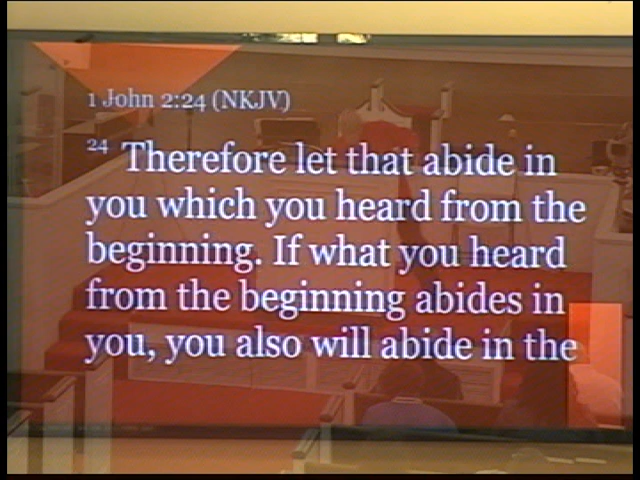 1 John 2:24 (NKJV)
24 Therefore let that abide in
you which you heard from the
beginning. If what you heard
from the beginning abides in
you, you also will abide in the